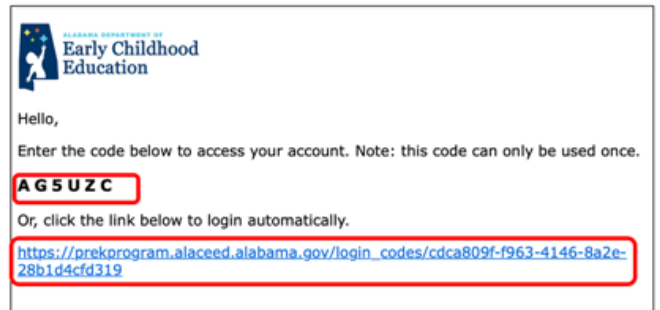 ALABAMA DEPARTMENT OF
Early Childhood
Education
Hello,
Enter the code below to access your account. Note: this code can only be used once.
A G 5 U Z C
Or, click the link below to login automatically.
https://prekprogram.alaceed.alabama.gov/login_codes/cdca809f-f963-4146-8a2e-
28b1d4cfd319